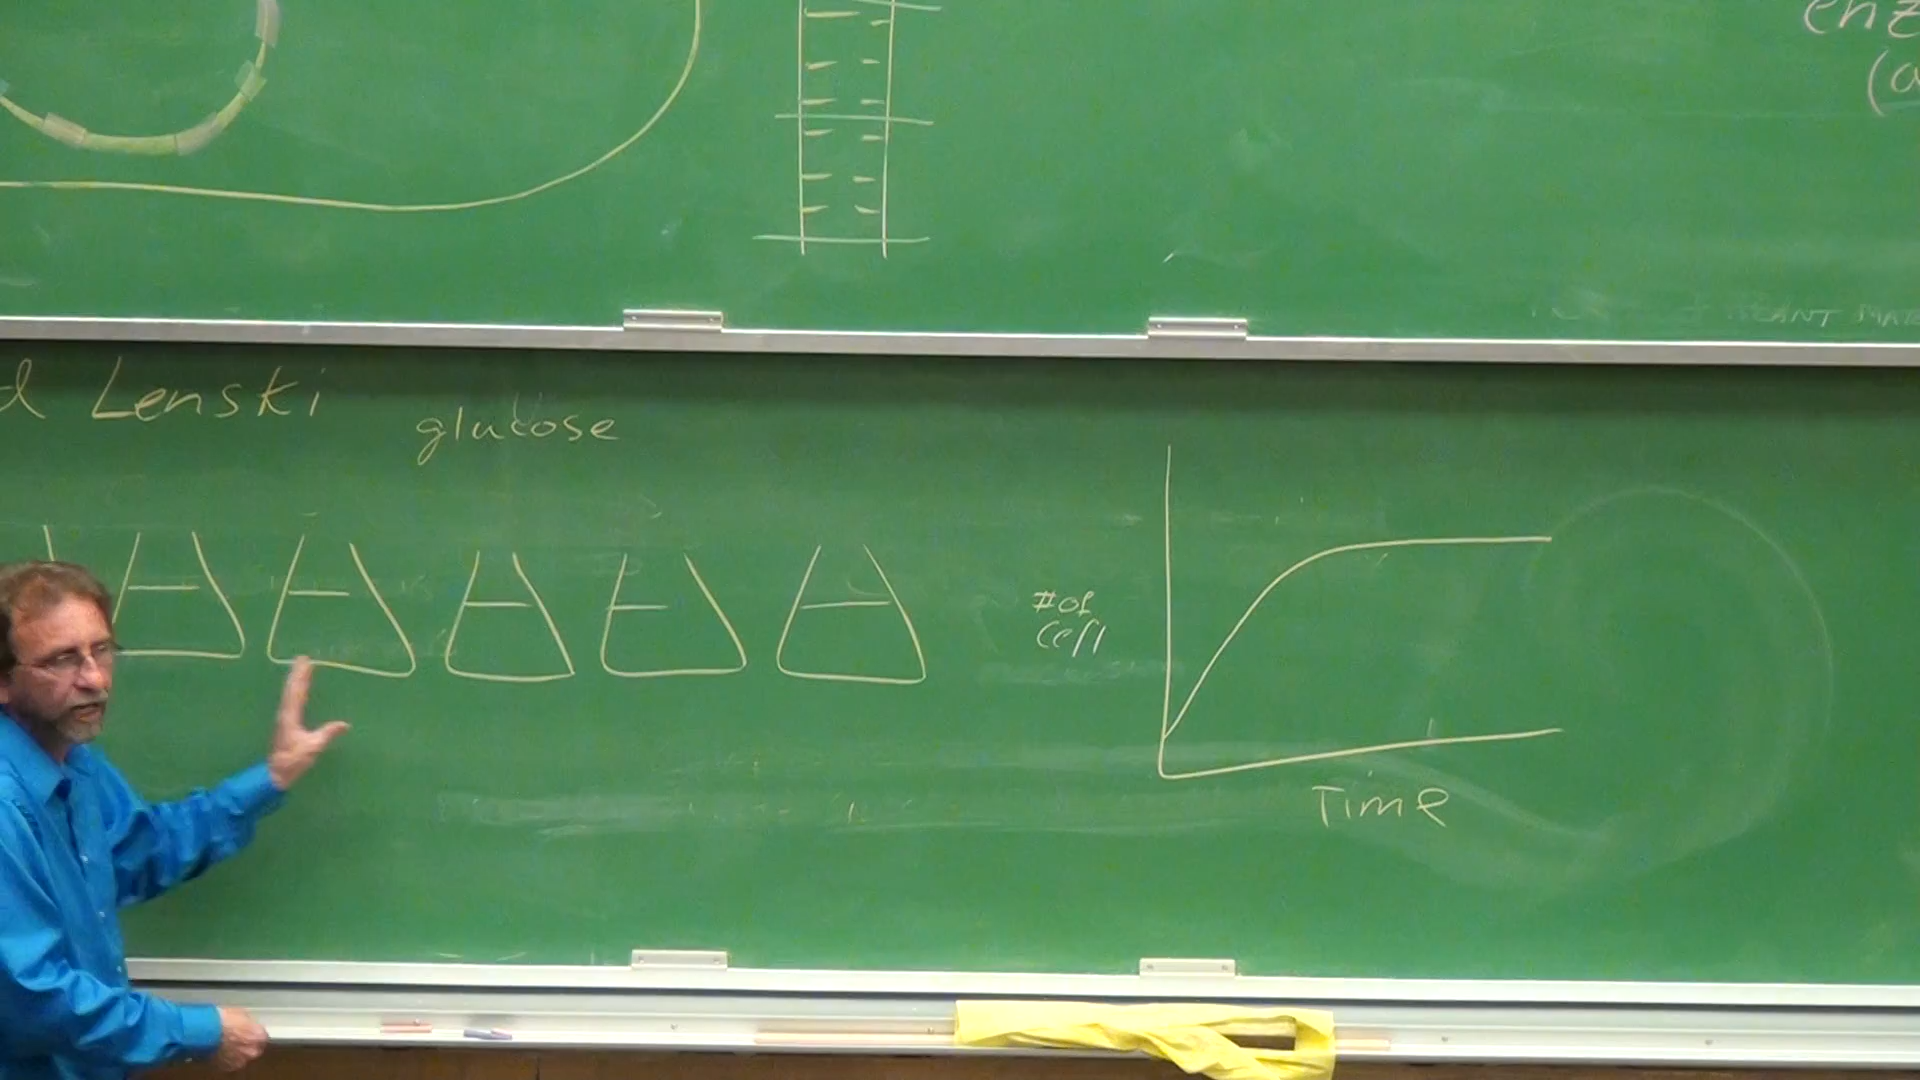 enz
(a
d Lenski
glucose
# of
cell
Time